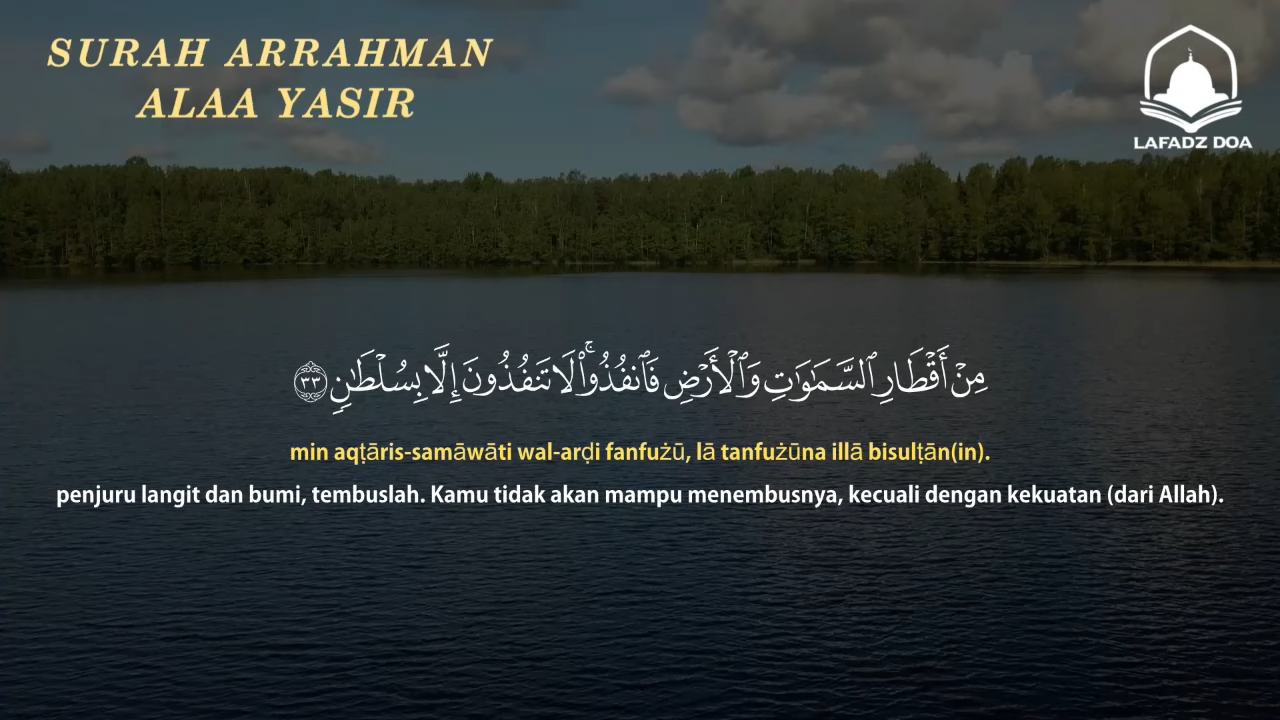 SURAH ARRAHMAN
ALAA YASIR
LAFADZ DOA
مِنْ أَقْطَارِ ٱلسَّمَٰوَٰتِ وَٱلْأَرْضِ فَٱنفُذُوا۟ ۚ لَا تَنفُذُونَ إِلَّا بِسُلْطَٰنٍ ٣٣
min aqṭāris-samāwāti wal-arḍi fanfużū, lā tanfużūna illā bisulṭān(in).
penjuru langit dan bumi, tembuslah. Kamu tidak akan mampu menembusnya, kecuali dengan kekuatan (dari Allah).